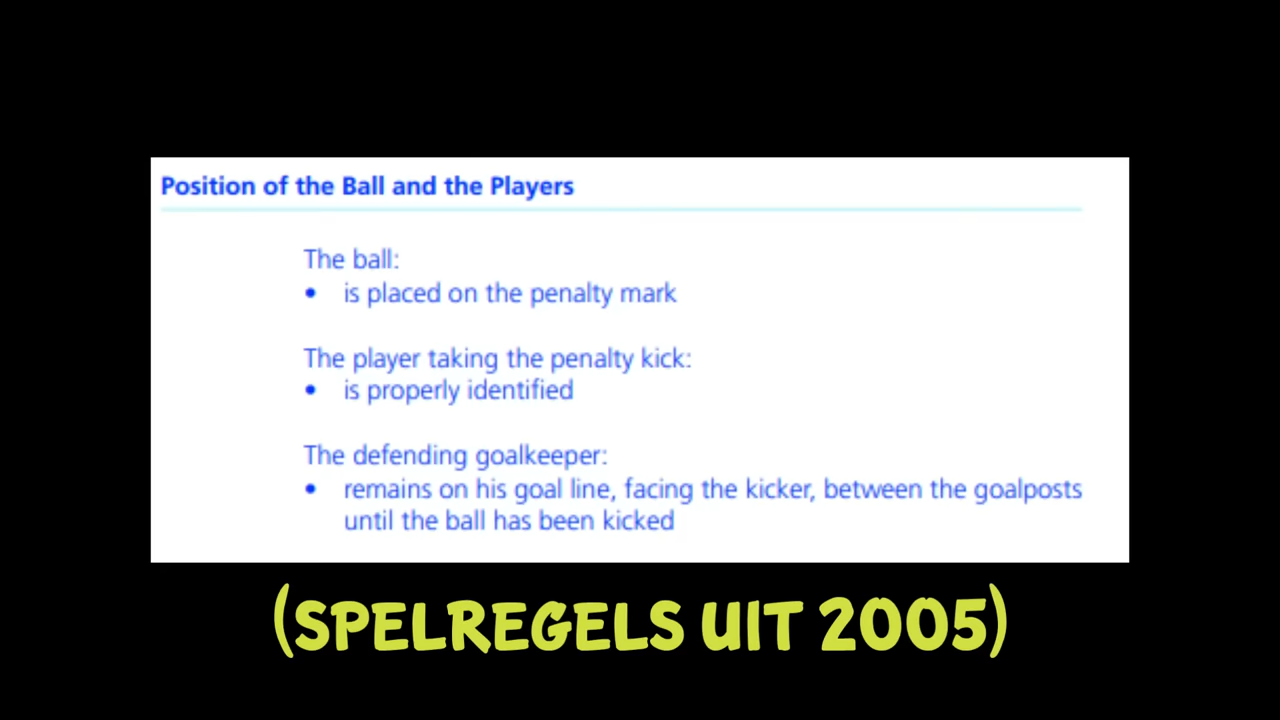 Position of the Ball and the Players
The ball:
• is placed on the penalty mark
The player taking the penalty kick:
• is properly identified
The defending goalkeeper:
• remains on his goal line, facing the kicker, between the goalposts
until the ball has been kicked
(SPELREGELS UIT 2005)